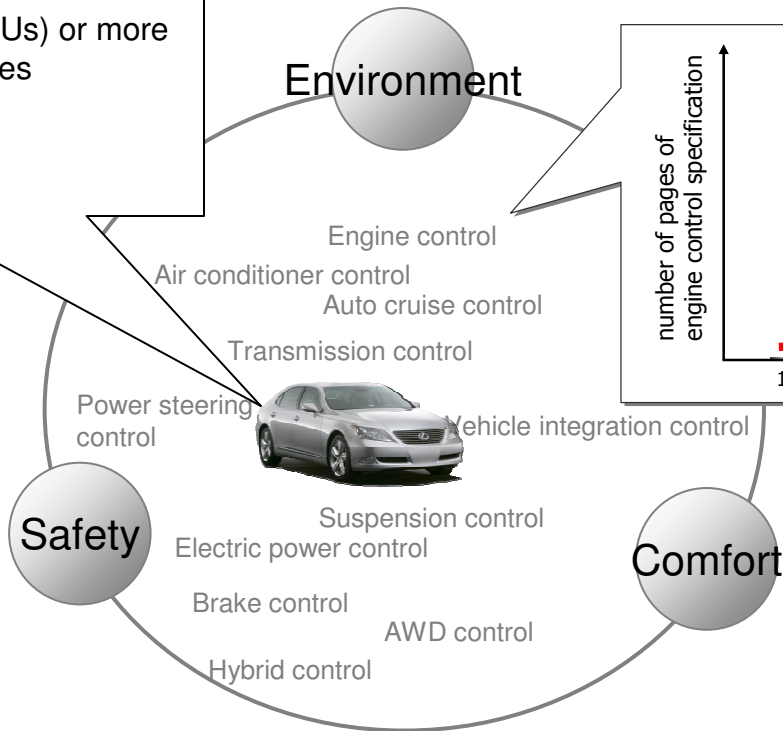 Us) or more
es
Environment
number of pages of
engine control specification
1
Engine control
Air conditioner control
Auto cruise control
Transmission control
Power steering
control
Vehicle integration control
Safety
Suspension control
Electric power control
Comfort
Brake control
AWD control
Hybrid control